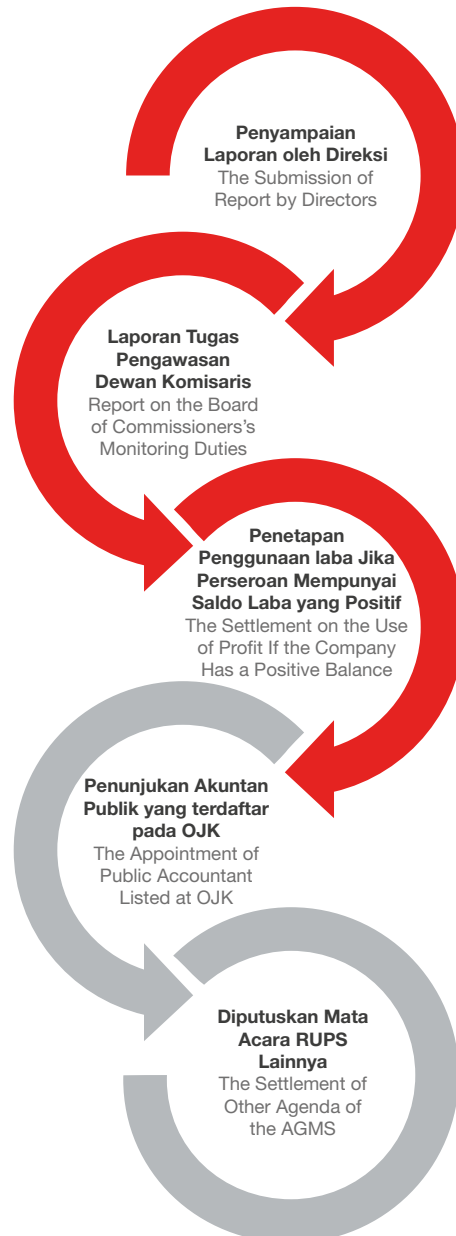 Penyampaian
Laporan oleh Direksi
The Submission of
Report by Directors
Laporan Tugas
Pengawasan
Dewan Komisaris
Report on the Board
of Commissioners's
Monitoring Duties
Penetapan
Penggunaan laba Jika
Perseroan Mempunyai
Saldo Laba yang Positif
The Settlement on the Use
of Profit If the Company
Has a Positive Balance
Penunjukan Akuntan
Publik yang terdaftar
pada OJK
The Appointment of
Public Accountant
Listed at OJK
Diputuskan Mata
Acara RUPS
Lainnya
The Settlement of
Other Agenda of
the AGMS